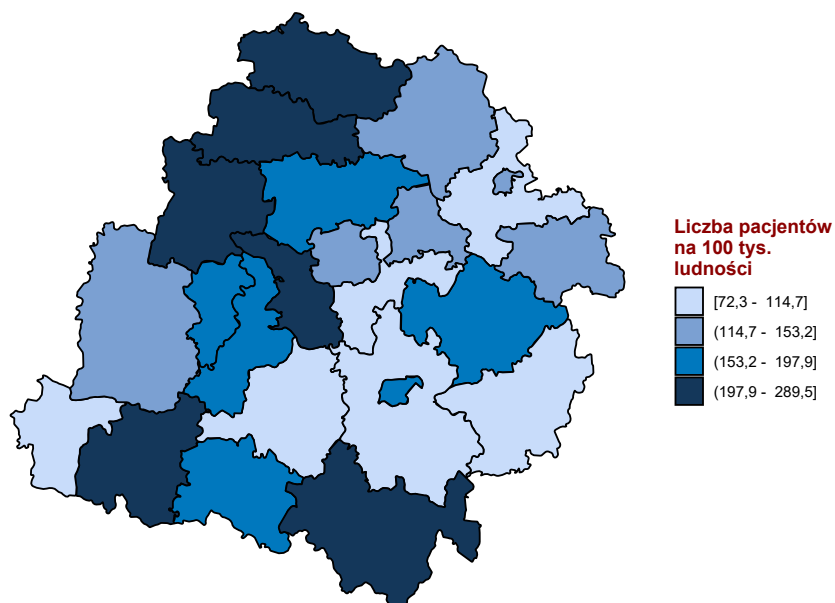 Liczba pacjentów
na 100 tys.
ludności
[72,3 - 114,7]
(114,7 - 153,2]
(153,2 - 197,9]
(197,9 - 289,5]